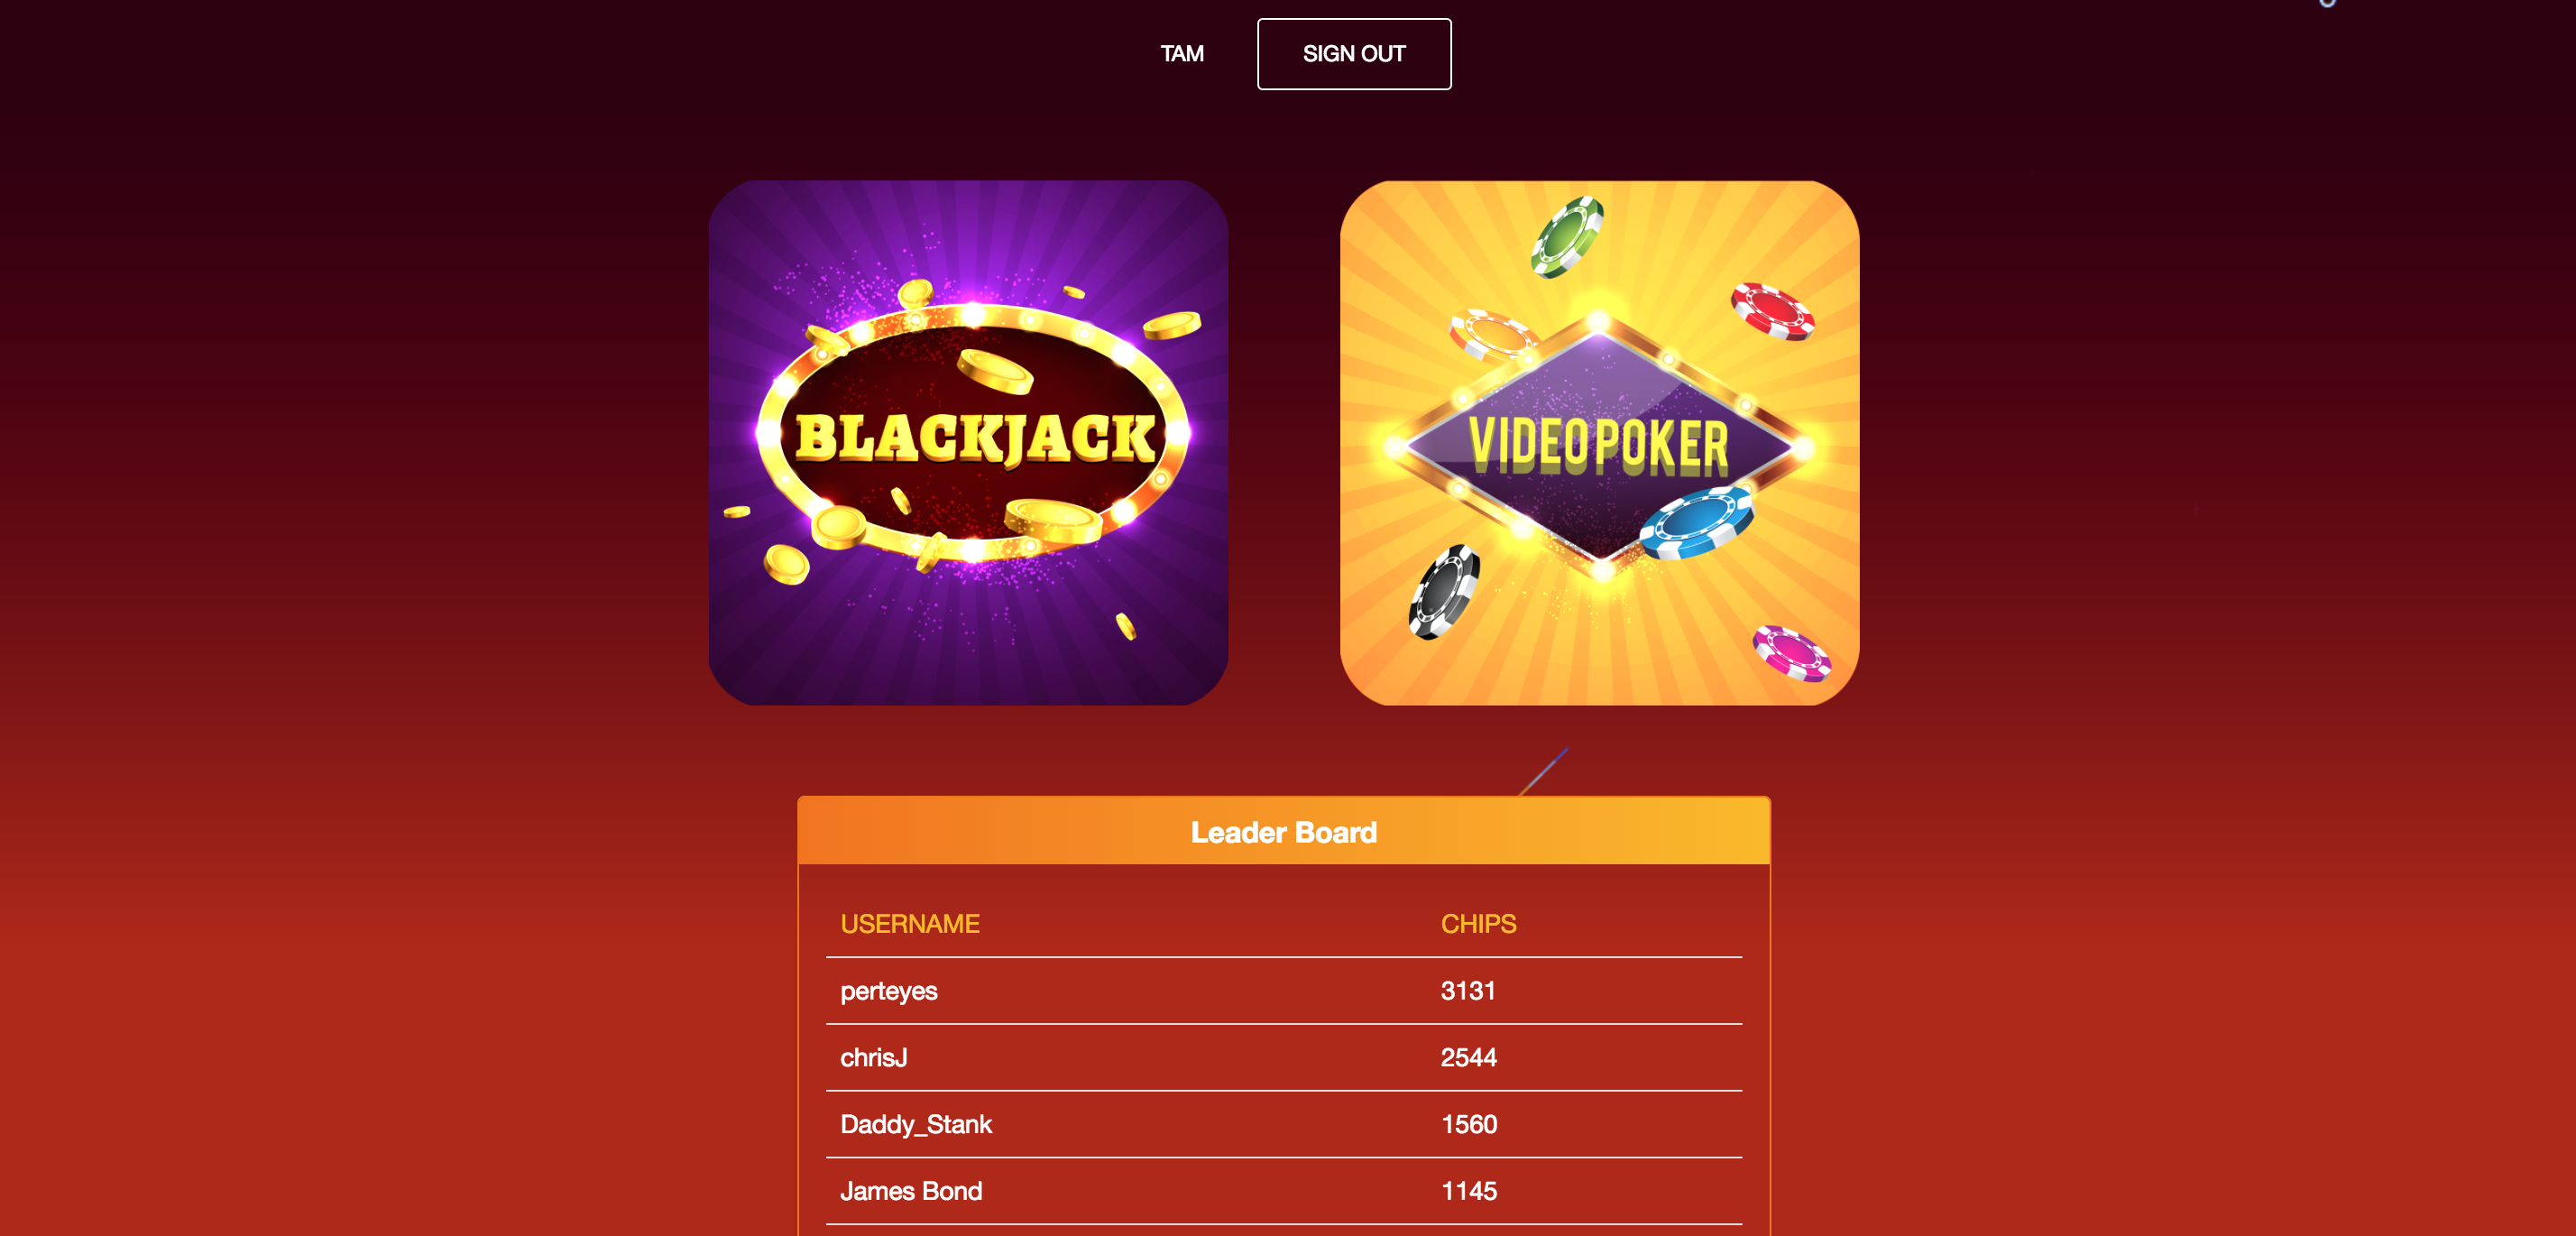 TAM SIGN OUT
BLACKJACK
VIDEO POKER
Leader Board
USERNAME CHIPS
perteyes 3131
chrisJ 2544
Daddy_Stank 1560
James Bond 1145